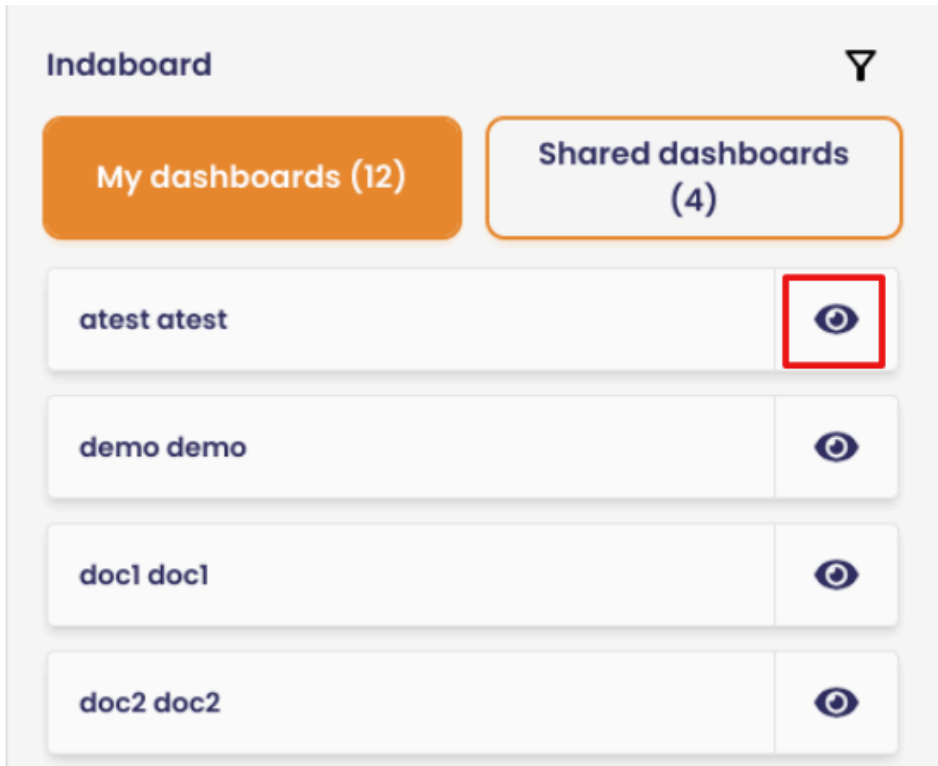 Indaboard
My dashboards (12)
Shared dashboards
(4)
atest atest
demo demo
doc1 doc1
doc2 doc2